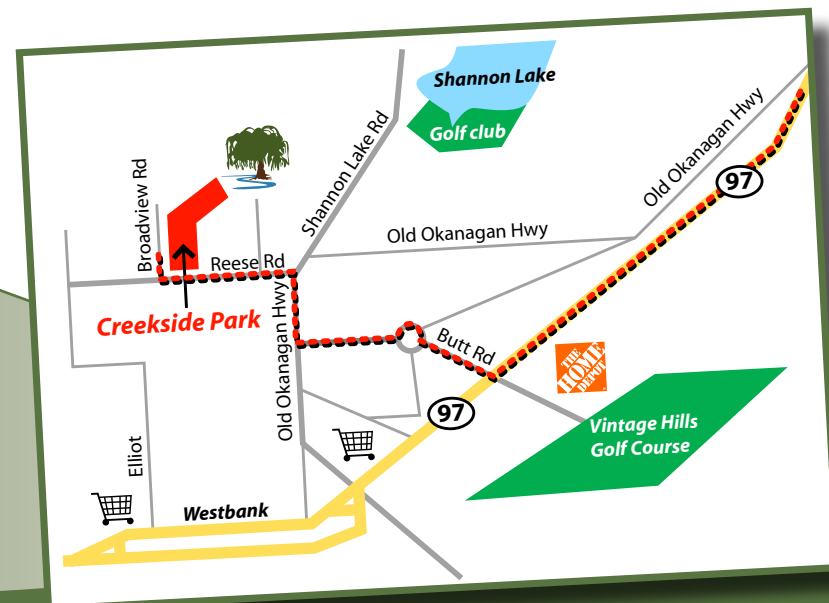 Shannon Lake
Golf club
Shannon Lake Rd
Old Okanagan Hwy
97
Broadview Rd
Old Okanagan Hwy
Reese Rd
Creekside Park
Old Okanagan Hwy
Butt Rd
THE
HOME
DEPOT
97
Vintage Hills
Golf Course
Elliot
Westbank